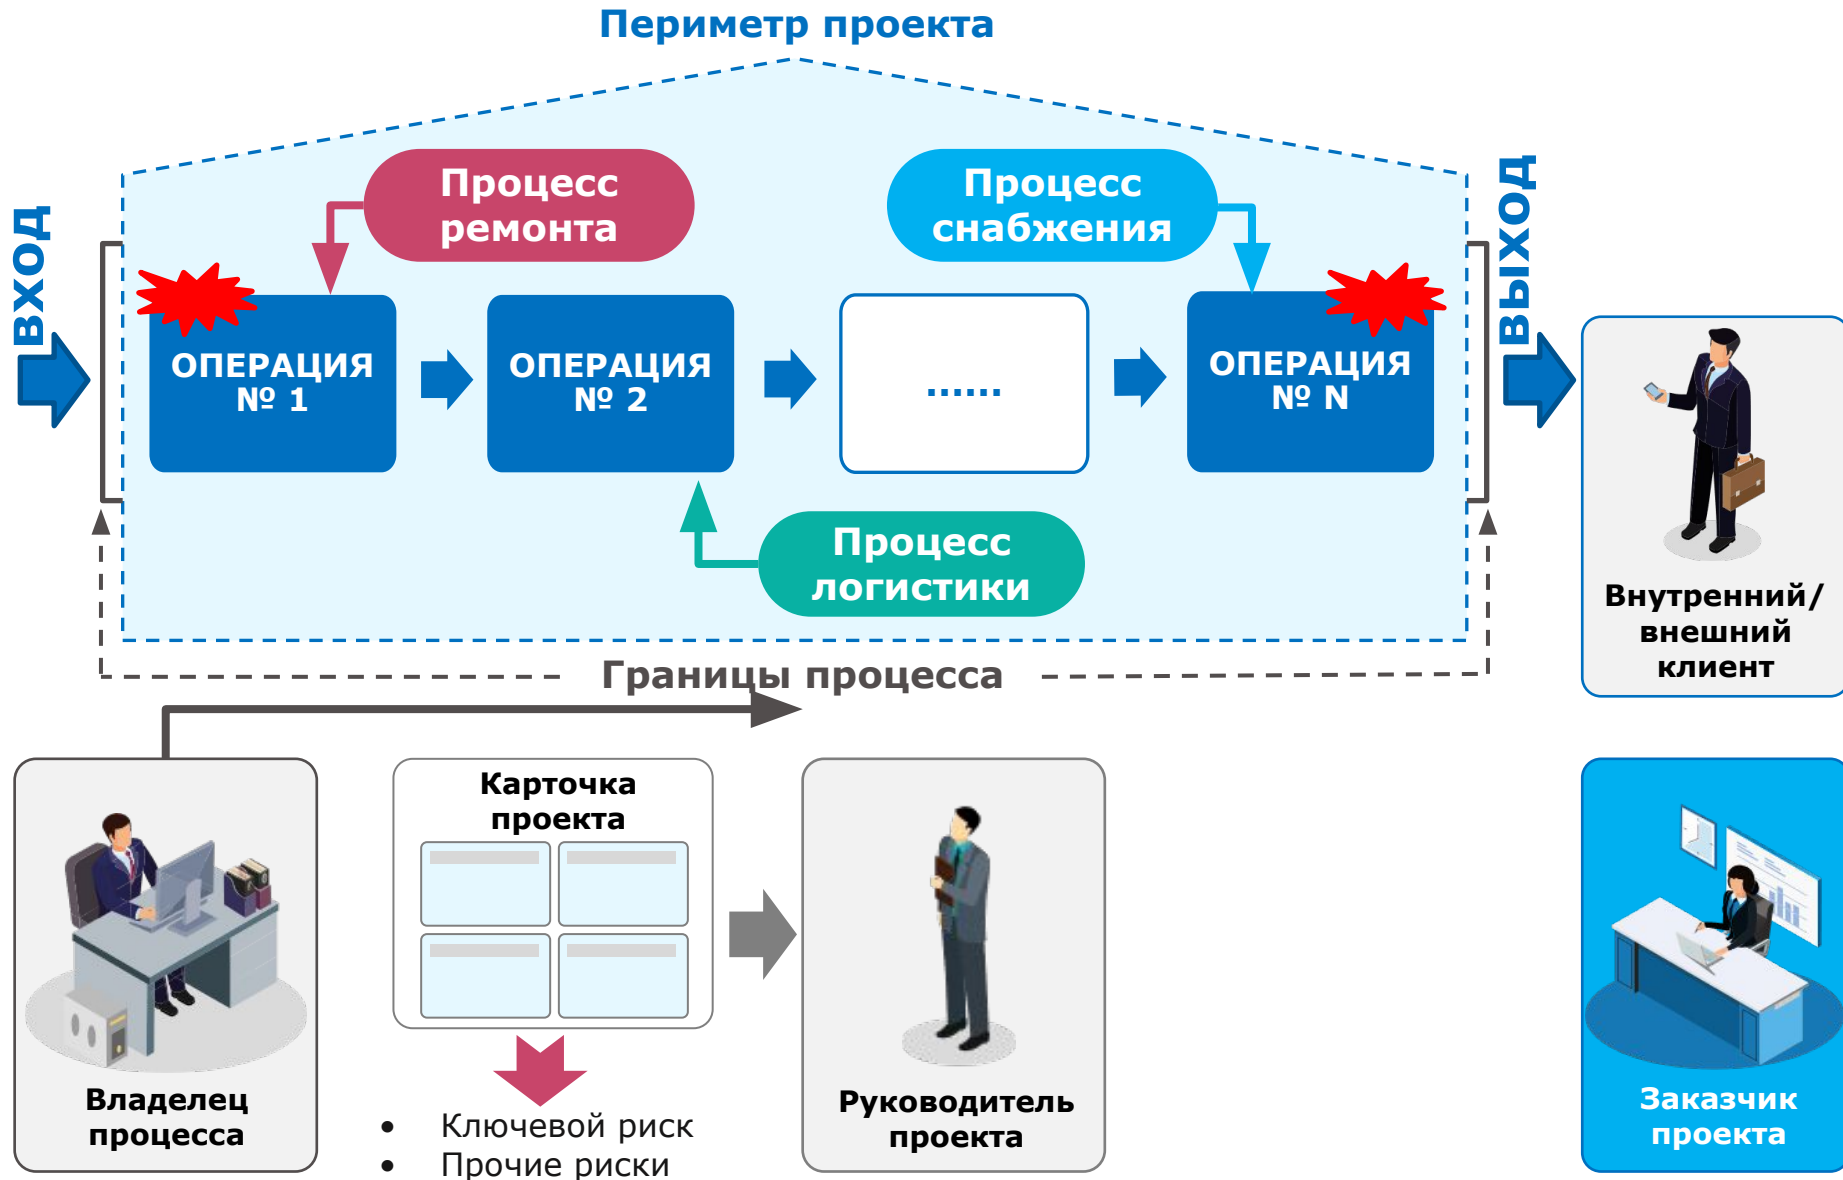 Периметр проекта
ВХОД
Процесс
ремонта
Процесс
снабжения
ВЫХОД
ОПЕРАЦИЯ
№ 1
ОПЕРАЦИЯ
№ 2
......
ОПЕРАЦИЯ
№ N
Процесс
логистики
Внутренний/
внешний
клиент
Границы процесса
Владелец
процесса
Карточка
проекта
• Ключевой риск
• Прочие риски
Руководитель
проекта
Заказчик
проекта